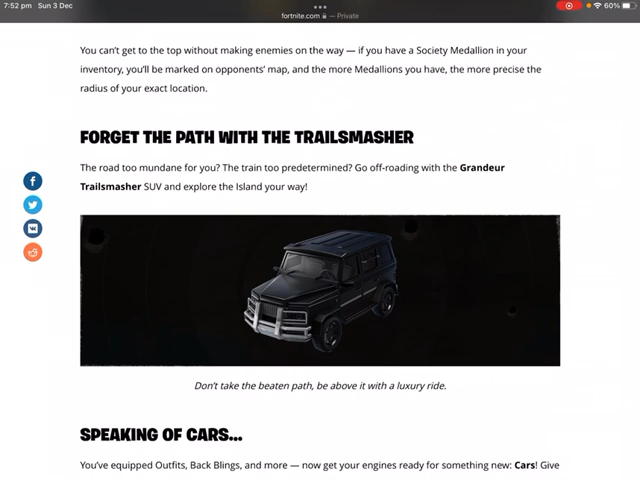 7:52 pm Sun 3 Dec
60%
fortnite.com — Private
You can't get to the top without making enemies on the way — if you have a Society Medallion in your
inventory, you'll be marked on opponents' map, and the more Medallions you have, the more precise the
radius of your exact location.
FORGET THE PATH WITH THE TRAILSMASHER
The road too mundane for you? The train too predetermined? Go off-roading with the Grandeur
Trailsmasher SUV and explore the Island your way!
Don't take the beaten path, be above it with a luxury ride.
SPEAKING OF CARS...
You've equipped Outfits, Back Blings, and more — now get your engines ready for something new: Cars! Give